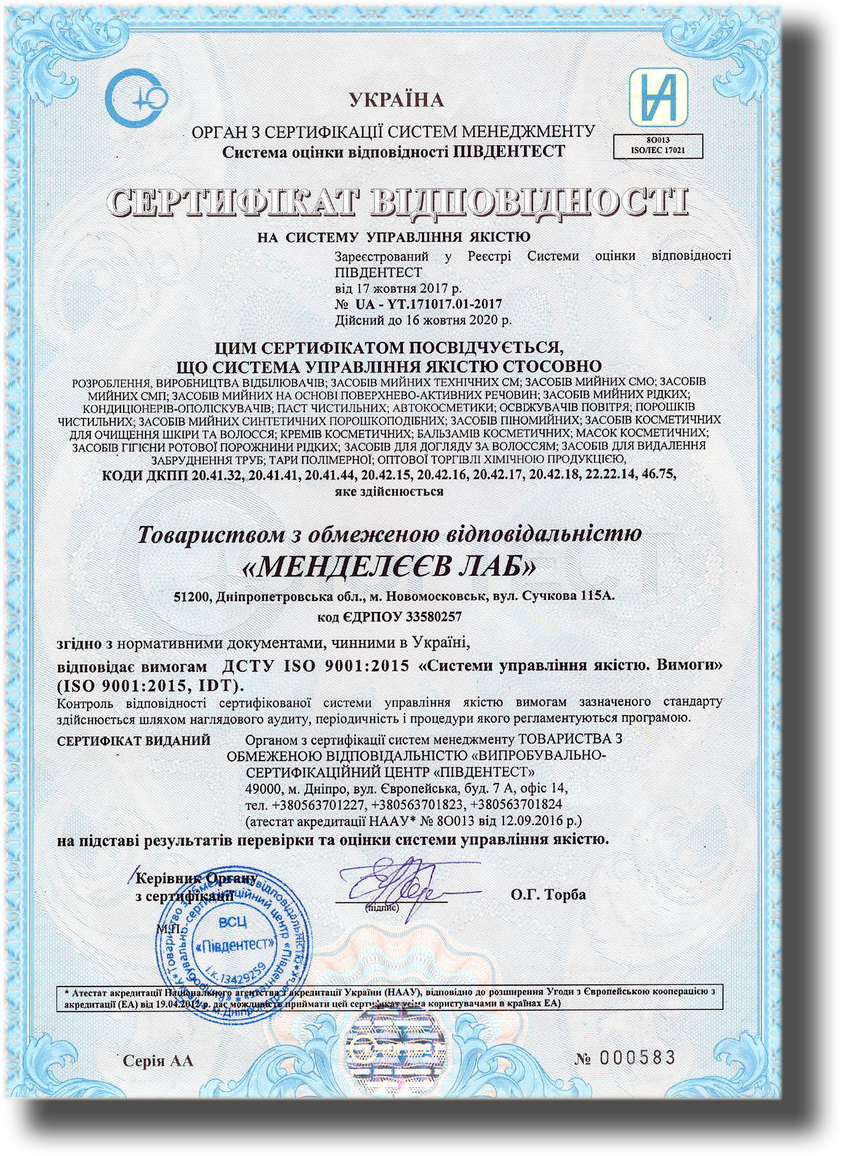 УКРАЇНА
ОРГАН З СЕРТИФІКАЦІЇ СИСТЕМ МЕНЕДЖМЕНТУ
Система оцінки відповідності ПІВДЕНТЕСТ
8О013
ISO/IEC 17021
СЕРТИФІКАТ ВІДПОВІДНОСТІ
НА СИСТЕМУ УПРАВЛІННЯ ЯКІСТЮ
Зареєстрований у Реєстрі Системи оцінки відповідності
ПІВДЕНТЕСТ
від 17 жовтня 2017 р.
№ UA - YT.171017.01-2017
Дійсний до 16 жовтня 2020 р.
ЦИМ СЕРТИФІКАТОМ ПОСВІДЧУЄТЬСЯ,
ЩО СИСТЕМА УПРАВЛІННЯ ЯКІСТЮ СТОСОВНО
РОЗРОБЛЕННЯ, ВИРОБНИЦТВА ВІДБІЛЮВАЧІВ; ЗАСОБІВ МИЙНИХ ТЕХНІЧНИХ СМ; ЗАСОБІВ МИЙНИХ СМО; ЗАСОБІВ
МИЙНИХ СМП; ЗАСОБІВ МИЙНИХ НА ОСНОВІ ПОВЕРХНЕВО-АКТИВНИХ РЕЧОВИН; ЗАСОБІВ МИЙНИХ РІДКИХ;
КОНДИЦІОНЕРІВ-ОПОЛІСКУВАЧІВ; ПАСТ ЧИСТИЛЬНИХ; АВТОКОСМЕТИКИ; ОСВІЖУВАЧІВ ПОВІТРЯ; ПОРОШКІВ
ЧИСТИЛЬНИХ; ЗАСОБІВ МИЙНИХ СИНТЕТИЧНИХ ПОРОШКОПОДІБНИХ; ЗАСОБІВ ПІНОМИЙНИХ; ЗАСОБІВ КОСМЕТИЧНИХ
ДЛЯ ОЧИЩЕННЯ ШКІРИ ТА ВОЛОССЯ; КРЕМІВ КОСМЕТИЧНИХ; БАЛЬЗАМІВ КОСМЕТИЧНИХ; МАСОК КОСМЕТИЧНИХ;
ЗАСОБІВ ГІГІЄНИ РОТОВОЇ ПОРОЖНИНИ РІДКИХ; ЗАСОБІВ ДЛЯ ДОГЛЯДУ ЗА ВОЛОССЯМ; ЗАСОБІВ ДЛЯ ВИДАЛЕННЯ
ЗАБРУДНЕННЯ ТРУБ; ТАРИ ПОЛІМЕРНОЇ; ОПТОВОЇ ТОРГІВЛІ ХІМІЧНОЮ ПРОДУКЦІЄЮ,
КОДИ ДКПП 20.41.32, 20.41.41, 20.41.44, 20.42.15, 20.42.16, 20.42.17, 20.42.18, 22.22.14, 46.75,
яке здійснюється
Товариством з обмеженою відповідальністю
«МЕНДЕЛЄЄВ ЛАБ»
51200, Дніпропетровська обл., м. Новомосковськ, вул. Сучкова 115А.
код ЄДРПОУ 33580257
згідно з нормативними документами, чинними в Україні,
відповідає вимогам ДСТУ ISO 9001:2015 «Системи управління якістю. Вимоги»
(ISO 9001:2015, IDT).
Контроль відповідності сертифікованої системи управління якістю вимогам зазначеного стандарту
здійснюється шляхом наглядового аудиту, періодичність і процедури якого регламентуються програмою.
СЕРТИФІКАТ ВИДАНИЙ Органом з сертифікації систем менеджменту ТОВАРИСТВА З
ОБМЕЖЕНОЮ ВІДПОВІДАЛЬНІСТЮ «ВИПРОБУВАЛЬНО-
СЕРТИФІКАЦІЙНИЙ ЦЕНТР «ПІВДЕНТЕСТ»
49000, м. Дніпро, вул. Європейська, буд. 7 А, офіс 14,
тел. +380563701227, +380563701823, +380563701824
(атестат акредитації НААУ* № 8О013 від 12.09.2016 р.)
на підставі результатів перевірки та оцінки системи управління якістю.
Керівник Органу
з сертифікації
(підпис)
О.Г. Торба
М.П.
ВСЦ
«Південтест»
і.к.13429259
* Атестат акредитації Національного агентства з акредитації України (НААУ), відповідно до розширення Угоди з Європейською кооперацією з
акредитації (ЕА) від 19.04.2012 р. дає можливість приймати цей сертифікат усіма користувачами в країнах ЕА)
Серія АА
№ 000583